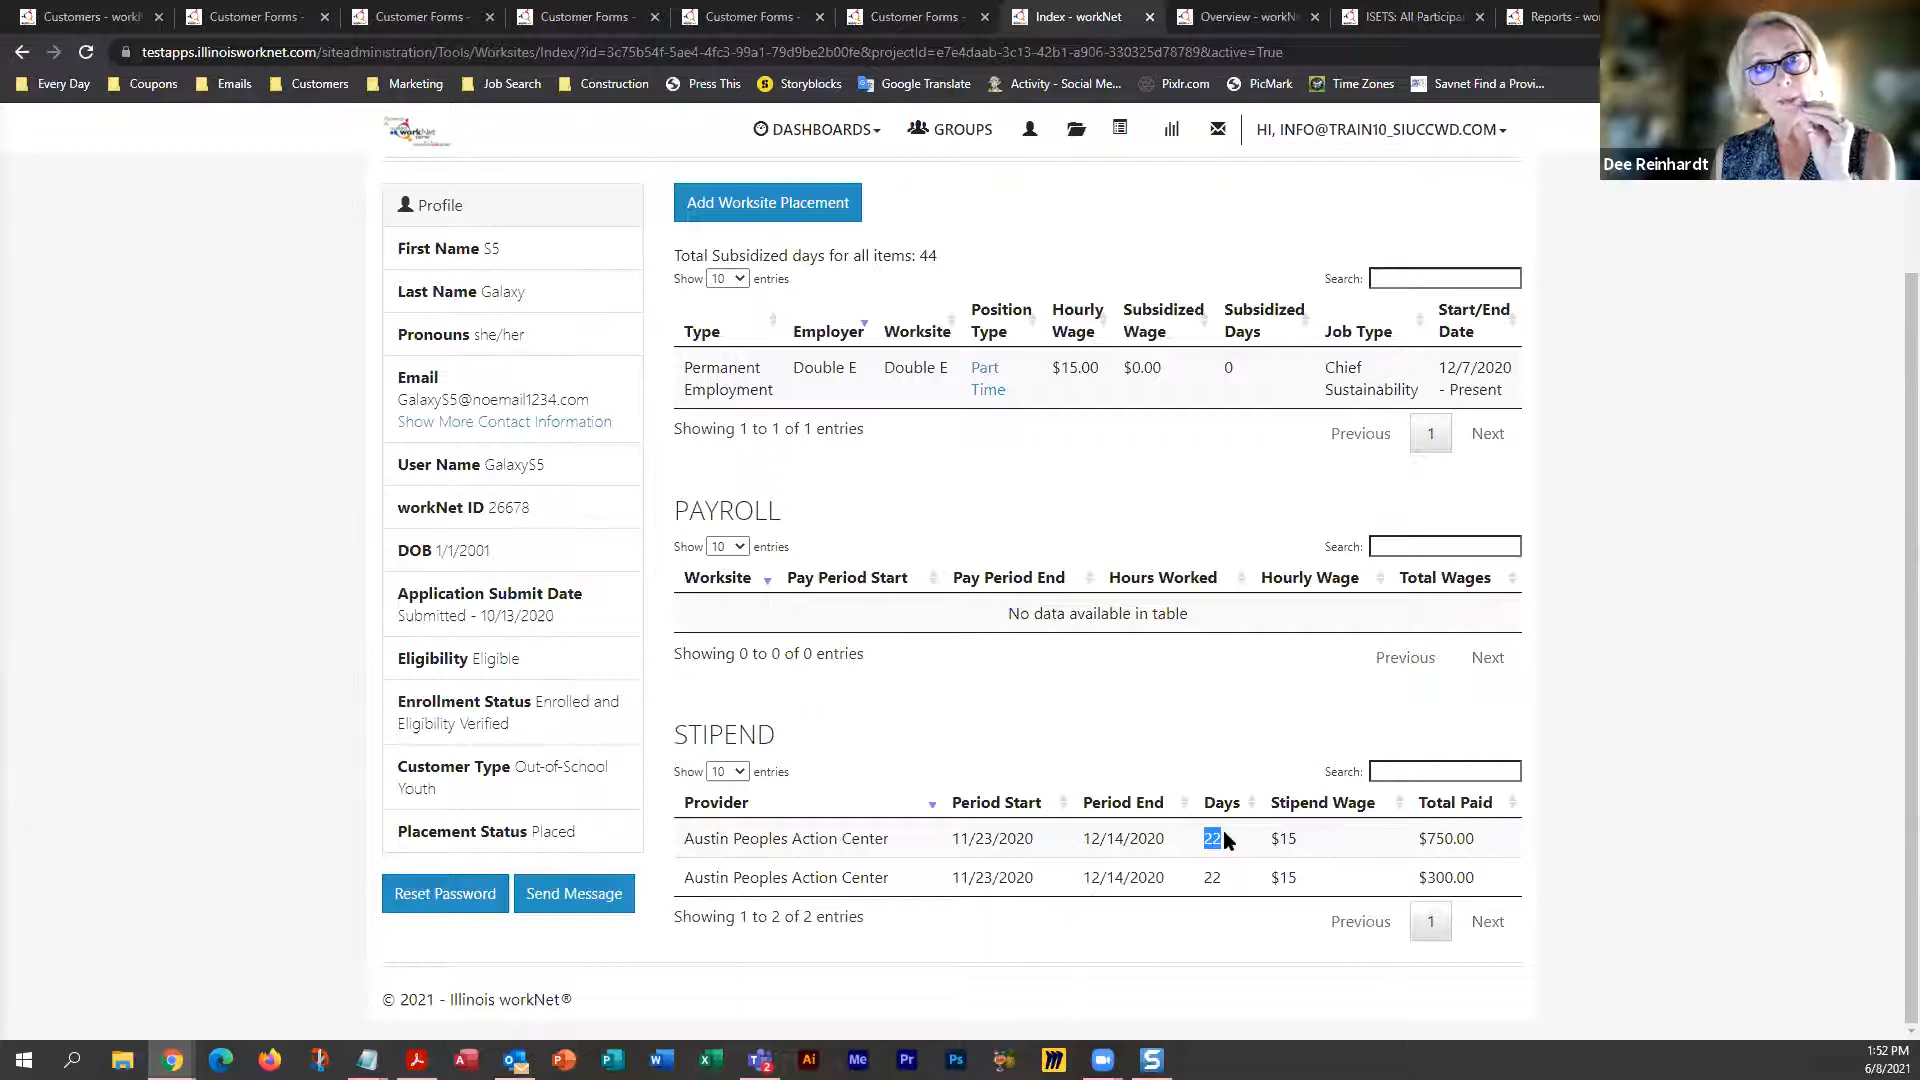 Customers - workN
Customer Forms -
Customer Forms -
Customer Forms -
Customer Forms -
Customer Forms -
Index - workNet
Overview - workN
ISETS: All Participa
Reports - wo
testapps.illinoisworknet.com/siteadministration/Tools/Worksites/Index/?id=3c75b54f-5ae4-4fc3-99a1-79d9be2b00fe&projectId=e7e4daab-3c13-42b1-a906-330325d78789&active=True
Every Day
Coupons
Emails
Customers
Marketing
Job Search
Construction
Press This
Storyblocks
Google Translate
Activity - Social Me...
Pixlr.com
PicMark
Time Zones
Savnet Find a Provi...
Dee Reinhardt
workNet
DASHBOARDS
GROUPS
HI, INFO@TRAIN10_SIUCCWD.COM
Profile
First Name S5
Last Name Galaxy
Pronouns she/her
Email
GalaxyS5@noemail1234.com
Show More Contact Information
User Name GalaxyS5
workNet ID 26678
DOB 1/1/2001
Application Submit Date
Submitted - 10/13/2020
Eligibility Eligible
Enrollment Status Enrolled and
Eligibility Verified
Customer Type Out-of-School
Youth
Placement Status Placed
Reset Password
Send Message
Add Worksite Placement
Total Subsidized days for all items: 44
Show 10 entries
Search:
Type Employer Worksite Position Type Hourly Wage Subsidized Wage Subsidized Days Job Type Start/End Date
Permanent Employment Double E Double E Part Time $15.00 $0.00 0 Chief Sustainability 12/7/2020 - Present
Showing 1 to 1 of 1 entries
Previous 1 Next
PAYROLL
Show 10 entries
Search:
Worksite Pay Period Start Pay Period End Hours Worked Hourly Wage Total Wages
No data available in table
Showing 0 to 0 of 0 entries
Previous Next
STIPEND
Show 10 entries
Search:
Provider Period Start Period End Days Stipend Wage Total Paid
Austin Peoples Action Center 11/23/2020 12/14/2020 22 $15 $750.00
Austin Peoples Action Center 11/23/2020 12/14/2020 22 $15 $300.00
Showing 1 to 2 of 2 entries
Previous 1 Next
© 2021 - Illinois workNet®
1:52 PM
6/8/2021